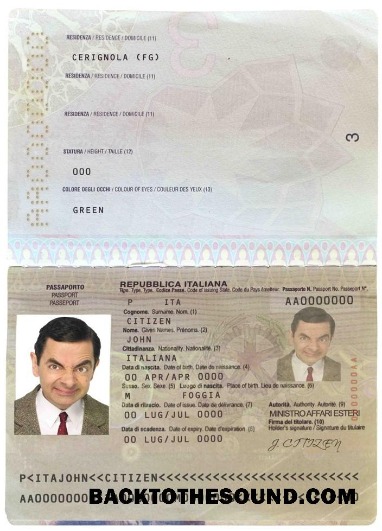 RESIDENZA / RESIDENCE / DOMICILE (11)
CERIGNOLA (FG)
RESIDENZA / RESIDENCE / DOMICILE (11)
RESIDENZA / RESIDENCE / DOMICILE (11)
STATURA / HEIGHT / TAILLE (12)
000
COLORE DEGLI OCCHI / COLOUR OF EYES / COULEUR DES YEUX (13)
GREEN
3
PASSAPORTO
PASSPORT
PASSEPORT
REPUBBLICA ITALIANA
Tipo. Type. Type. Codice Paese. Code of issuing State. Code du Pays émetteur. Passaporto N. Passport No. Passeport N°.
P ITA AA0000000
Cognome. Surname. Nom. (1)
CITIZEN
Nome. Given Names. Prénoms. (2)
JOHN
Cittadinanza. Nationality. Nationalité. (3)
ITALIANA
Data di nascita. Date of birth. Date de naissance. (4)
00 APR/APR 0000
Sesso. Sex. Sexe. (5) Luogo di nascita. Place of birth. Lieu de naissance. (6)
M FOGGIA
Data di rilascio. Date of issue. Date de délivrance. (7)
00 LUG/JUL 0000
Data di scadenza. Date of expiry. Date d'expiration. (8)
00 LUG/JUL 0000
Autorità. Authority. Autorité. (9)
MINISTRO AFFARI ESTERI
Firma del titolare. (10)
Holder's signature / Signature du titulaire
J. CITIZEN
P<ITAJOHN<<CITIZEN<<<<<<<<<<<<<<<<<<<<<<<<<
BACKTOTHESOUND.COM